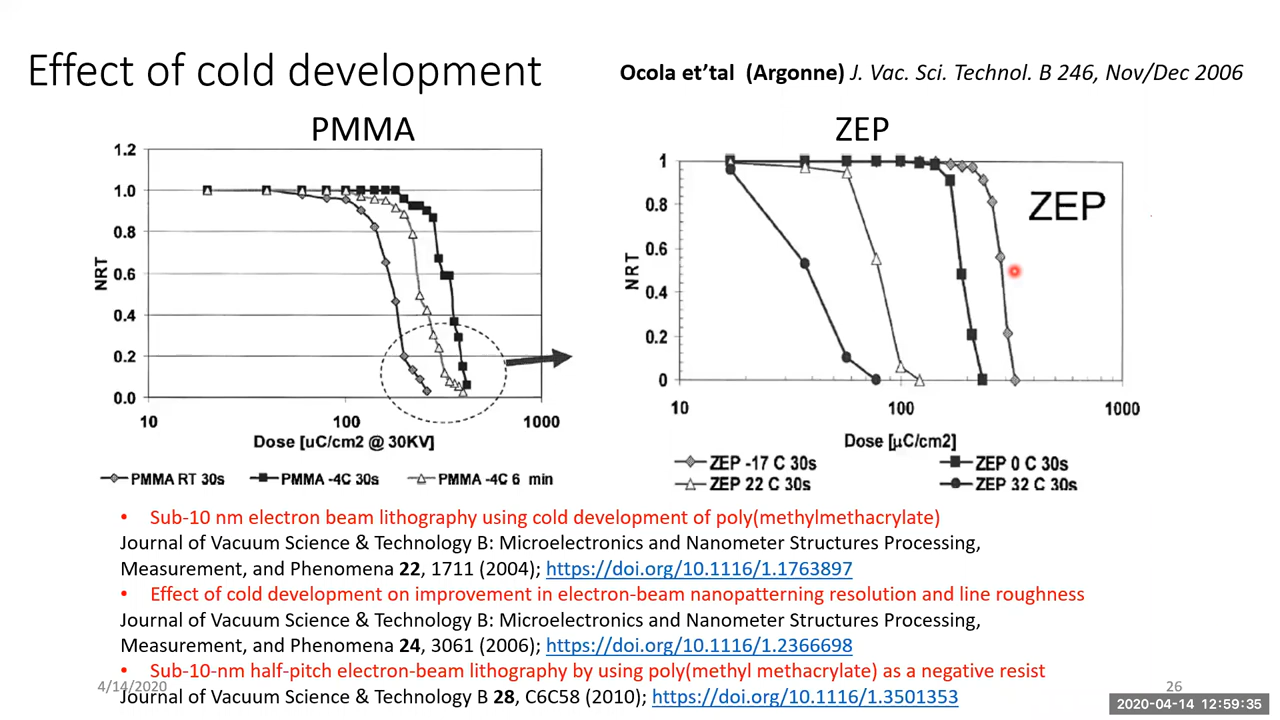 Effect of cold development
Ocola et’tal (Argonne) J. Vac. Sci. Technol. B 246, Nov/Dec 2006
PMMA
1.2
1.0
0.8
0.6
0.4
0.2
0.0
NRT
10
100
1000
Dose [uC/cm2 @ 30KV]
PMMA RT 30s
PMMA -4C 30s
PMMA -4C 6 min
ZEP
ZEP
1
0.8
0.6
0.4
0.2
0
NRT
10
100
1000
Dose [µC/cm2]
ZEP -17 C 30s
ZEP 0 C 30s
ZEP 22 C 30s
ZEP 32 C 30s
• Sub-10 nm electron beam lithography using cold development of poly(methylmethacrylate)
Journal of Vacuum Science & Technology B: Microelectronics and Nanometer Structures Processing,
Measurement, and Phenomena 22, 1711 (2004); https://doi.org/10.1116/1.1763897
• Effect of cold development on improvement in electron-beam nanopatterning resolution and line roughness
Journal of Vacuum Science & Technology B: Microelectronics and Nanometer Structures Processing,
Measurement, and Phenomena 24, 3061 (2006); https://doi.org/10.1116/1.2366698
• Sub-10-nm half-pitch electron-beam lithography by using poly(methyl methacrylate) as a negative resist
Journal of Vacuum Science & Technology B 28, C6C58 (2010); https://doi.org/10.1116/1.3501353
4/14/2020
26
2020-04-14 12:59:35